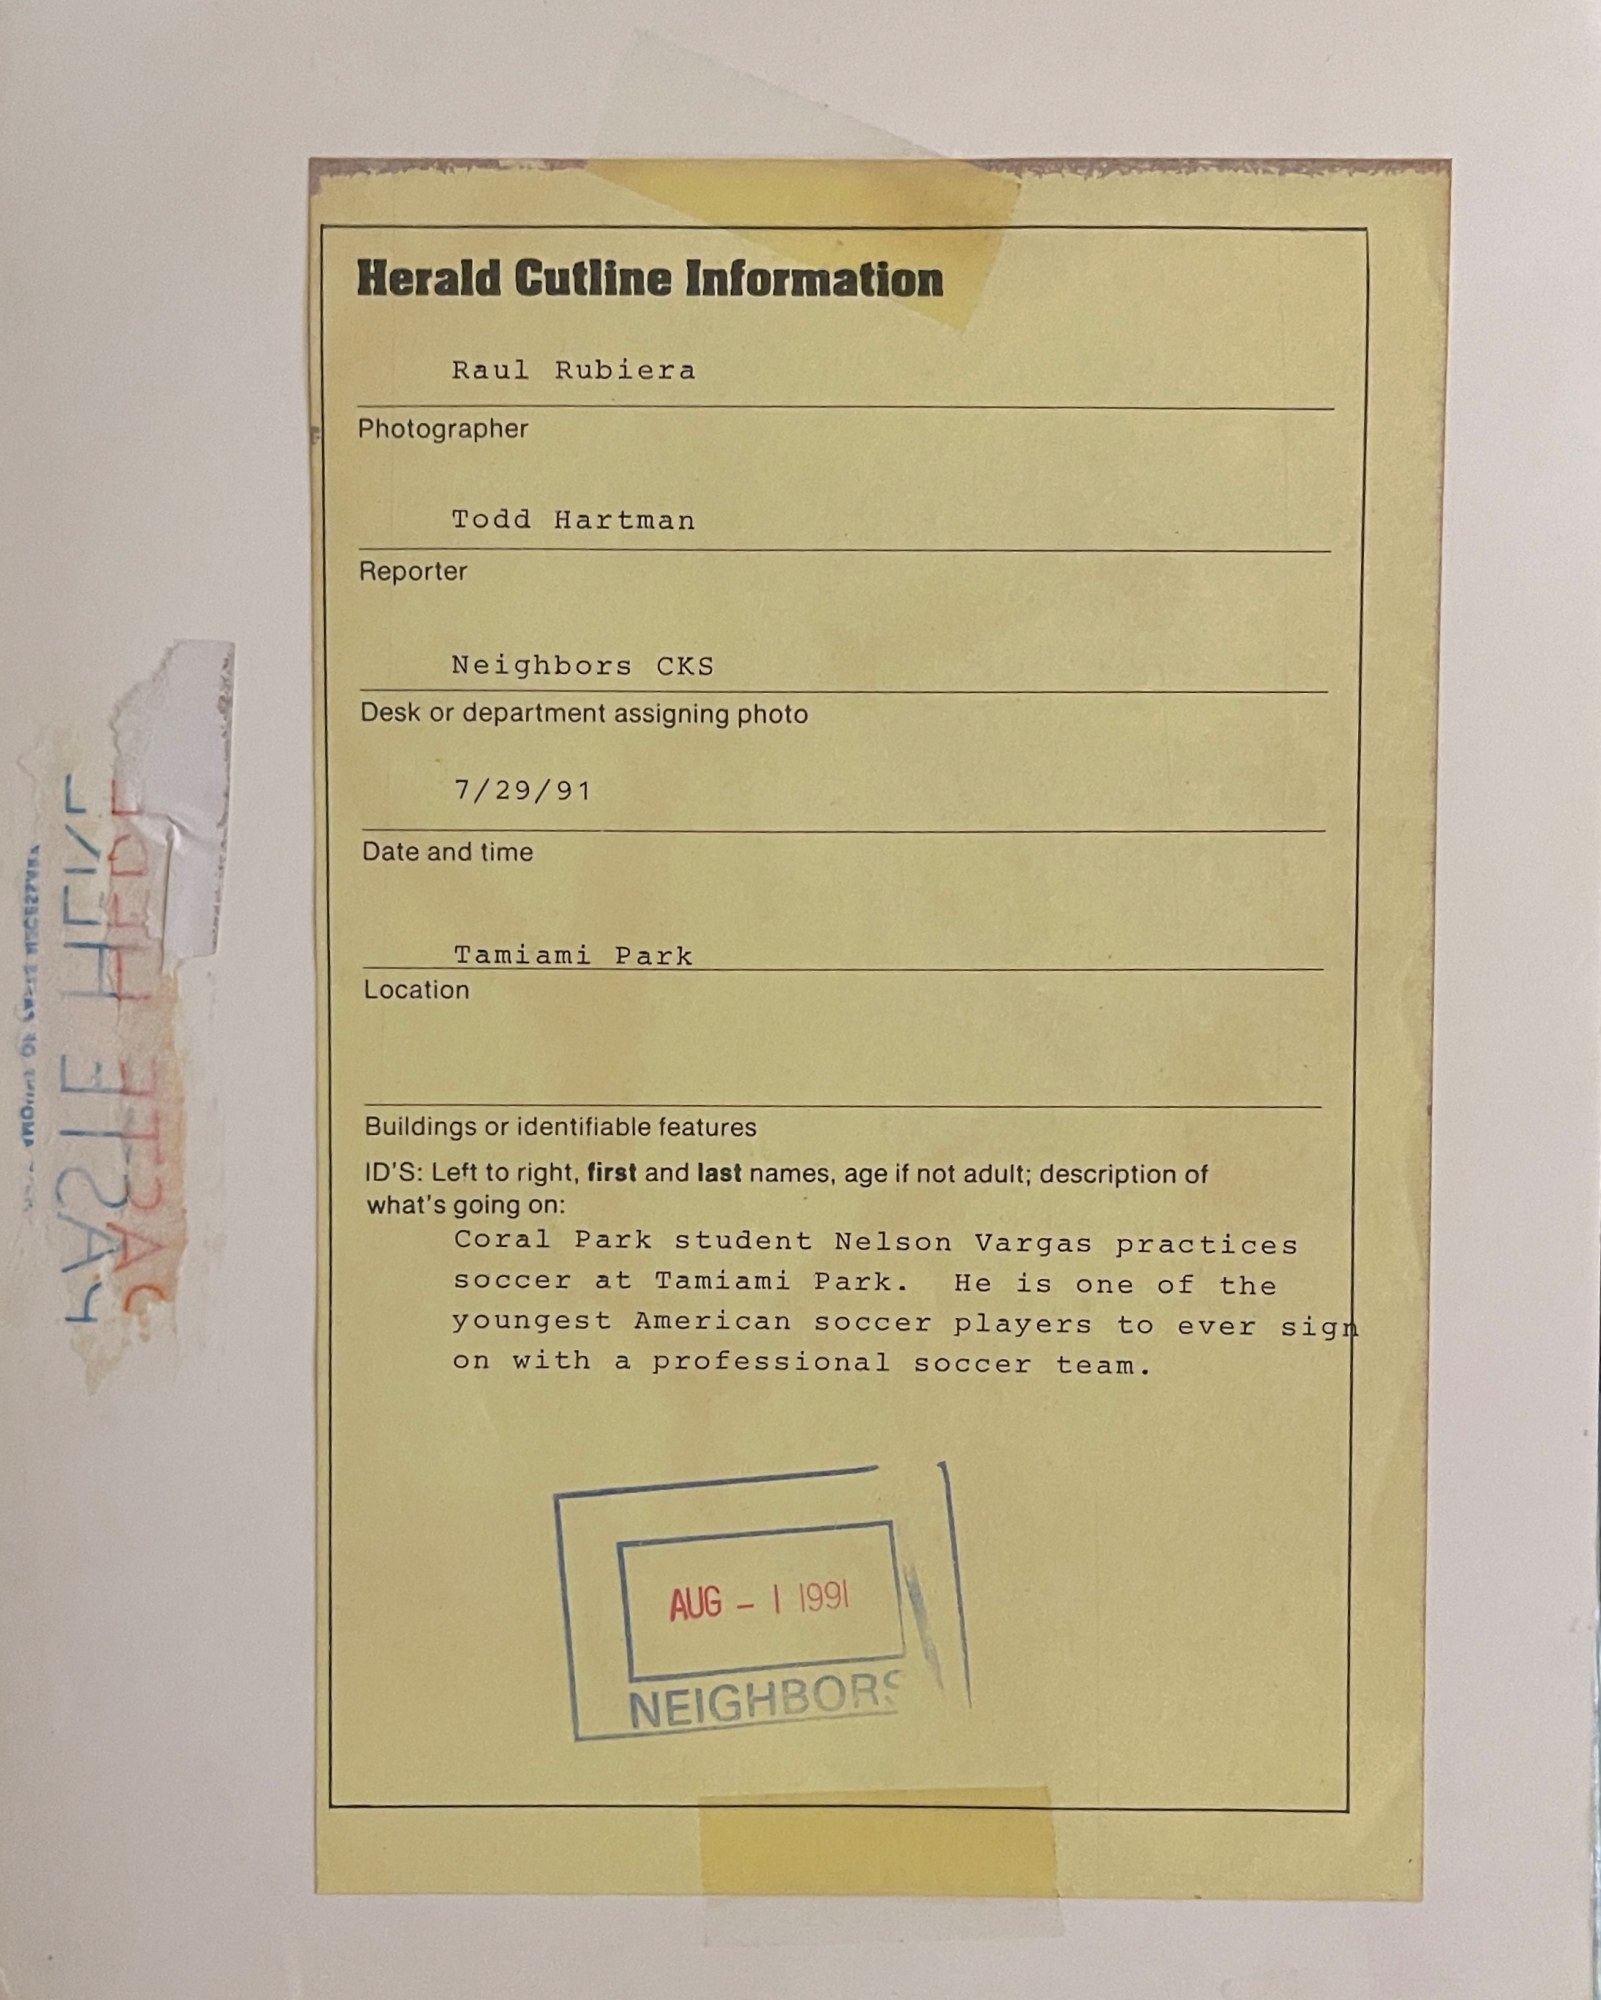 Herald Cutline Information
Raul Rubiera
Photographer
Todd Hartman
Reporter
Neighbors CKS
Desk or department assigning photo
7/29/91
Date and time
Tamiami Park
Location
Buildings or identifiable features
ID'S: Left to right, first and last names, age if not adult; description of
what's going on:
Coral Park student Nelson Vargas practices
soccer at Tamiami Park. He is one of the
youngest American soccer players to ever sign
on with a professional soccer team.
AUG - 1 1991
NEIGHBORS
PASTE HERE